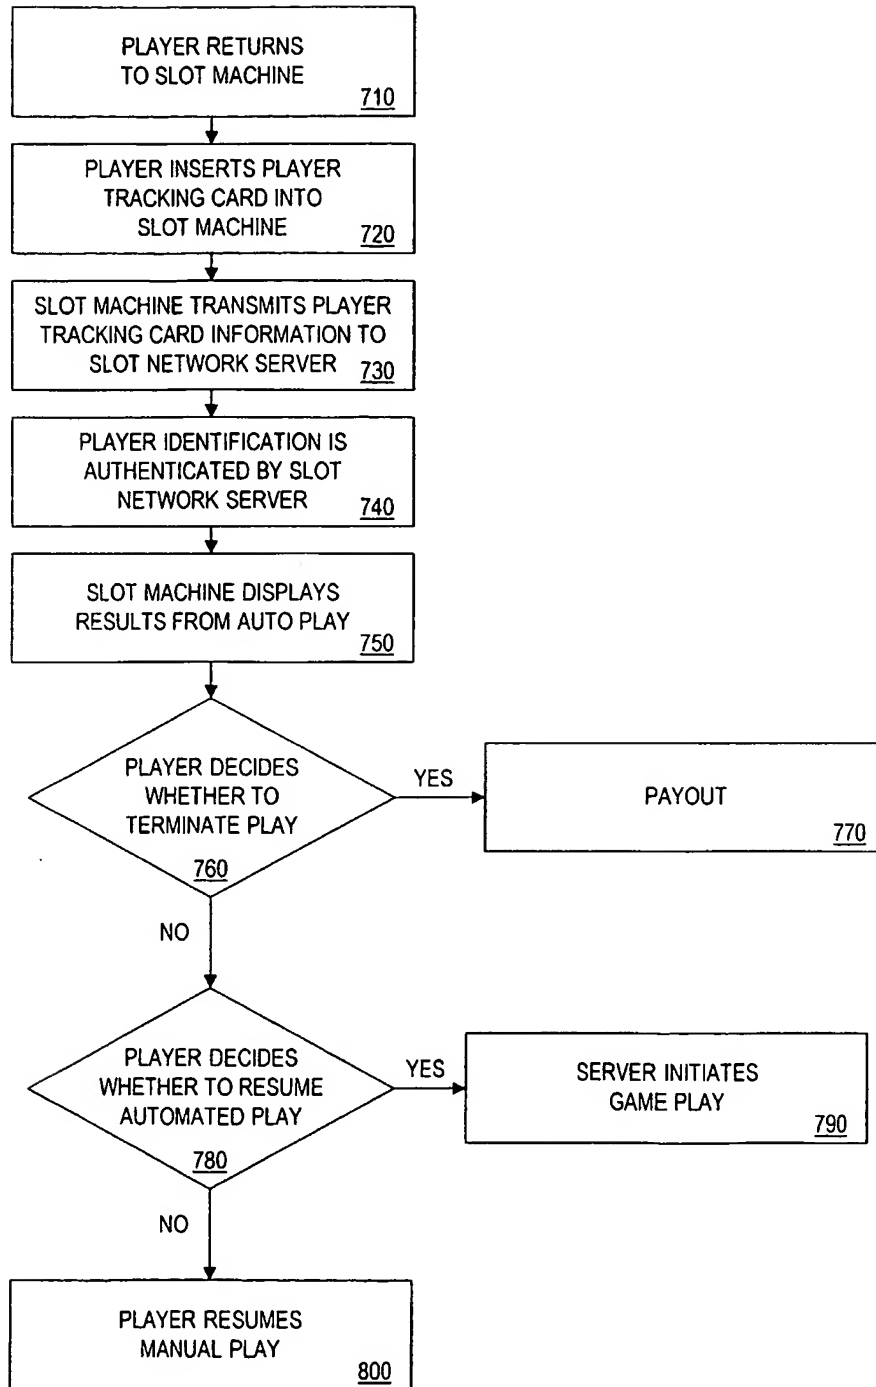 PLAYER RETURNS
TO SLOT MACHINE
710
PLAYER INSERTS PLAYER
TRACKING CARD INTO
SLOT MACHINE
720
SLOT MACHINE TRANSMITS PLAYER
TRACKING CARD INFORMATION TO
SLOT NETWORK SERVER
730
PLAYER IDENTIFICATION IS
AUTHENTICATED BY SLOT
NETWORK SERVER
740
SLOT MACHINE DISPLAYS
RESULTS FROM AUTO PLAY
750
PLAYER DECIDES
WHETHER TO
TERMINATE PLAY
760
YES
PAYOUT
770
NO
PLAYER DECIDES
WHETHER TO RESUME
AUTOMATED PLAY
780
YES
SERVER INITIATES
GAME PLAY
790
NO
PLAYER RESUMES
MANUAL PLAY
800